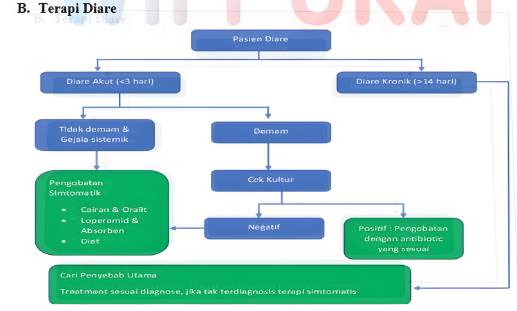 B. Terapi Diare
Pasien Diare
Diare Akut (<3 hari)
Diare Kronik (>14 hari)
Tidak demam &
Gejala sistemik
Demam
Pengobatan
Simtomatik
• Cairan & Oralit
• Loperamid &
Absorben
• Diet
Cek Kultur
Negatif
Positif : Pengobatan
dengan antibiotic
yang sesuai
Cari Penyebab Utama
Treatment sesuai diagnose, jika tak terdiagnosis terapi simtomatis